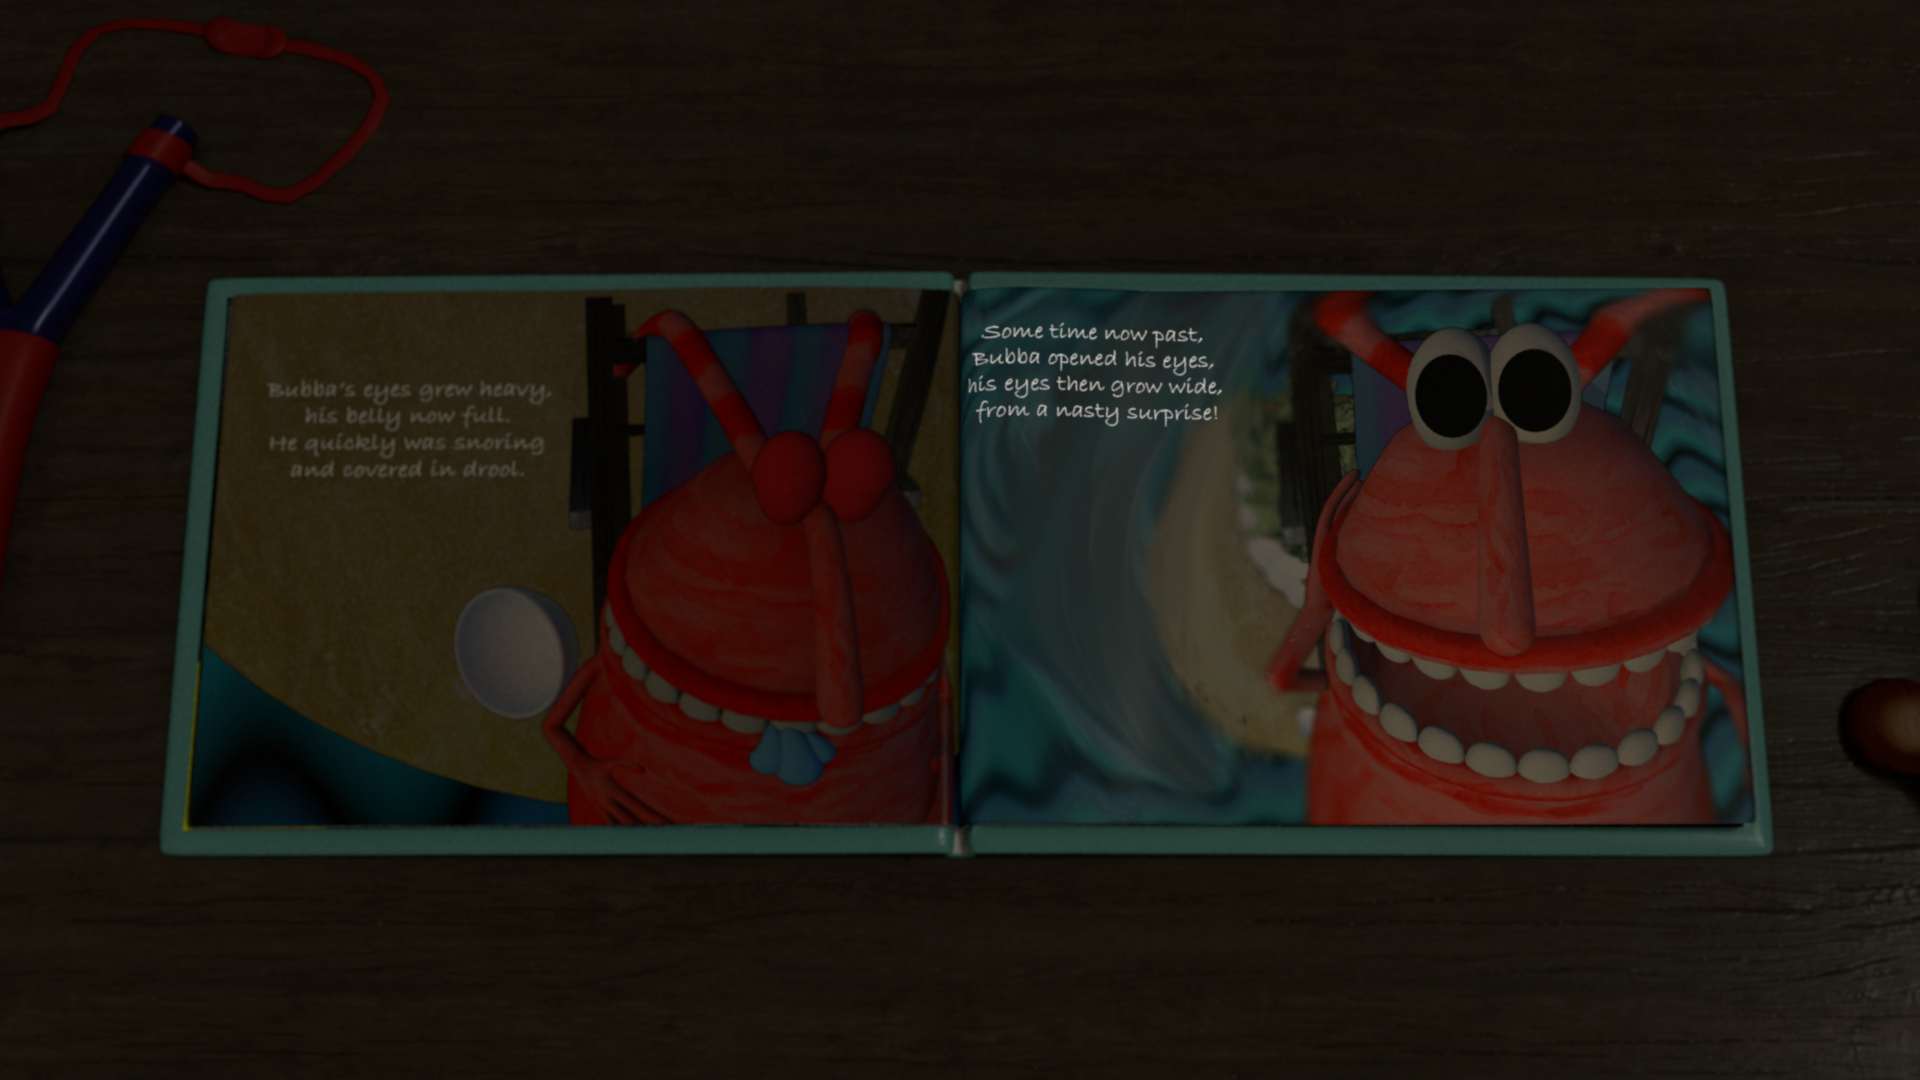 Bubba's eyes grew heavy,
his belly now full.
He quickly was snoring
and covered in drool.
Some time now past,
Bubba opened his eyes,
his eyes then grow wide,
from a nasty surprise!